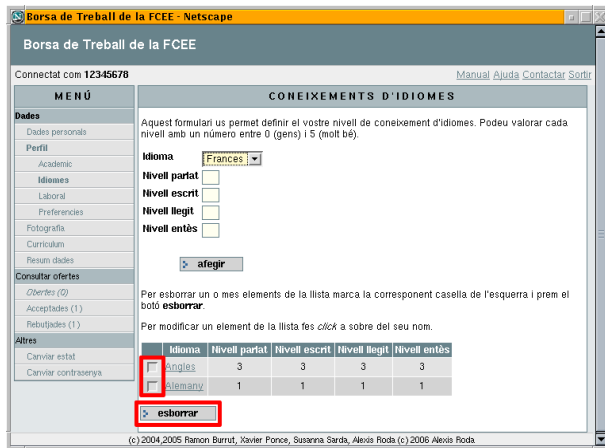 Borsa de Treball de la FCEE - Netscape
Borsa de Treball de la FCEE
Connectat com 12345678
Manual Ajuda Contactar Sortir
MENÚ
CONEIXEMENTS D'IDIOMES
Dades
Dades personals
Perfil
Academic
Idiomes
Laboral
Preferencies
Fotografia
Curriculum
Resum dades
Consultar ofertes
Obertes (0)
Acceptades (1)
Rebutjades (1)
Altres
Canviar estat
Canviar contrasenya
Aquest formulari us permet definir el vostre nivell de coneixement d'idiomes. Podeu valorar cada
nivell amb un número entre 0 (gens) i 5 (molt bé).
Idioma Frances
Nivell parlat
Nivell escrit
Nivell llegit
Nivell entès
afegir
Per esborrar un o mes elements de la llista marca la corresponent casella de l'esquerra i prem el
botó esborrar.
Per modificar un element de la llista fes click a sobre del seu nom.
Idioma Nivell parlat Nivell escrit Nivell llegit Nivell entès
Angles 3 3 3 3
Alemany 1 1 1 1
esborrar
(c) 2004,2005 Ramon Burrut, Xavier Ponce, Susanna Sarda, Alexis Roda (c) 2006 Alexis Roda